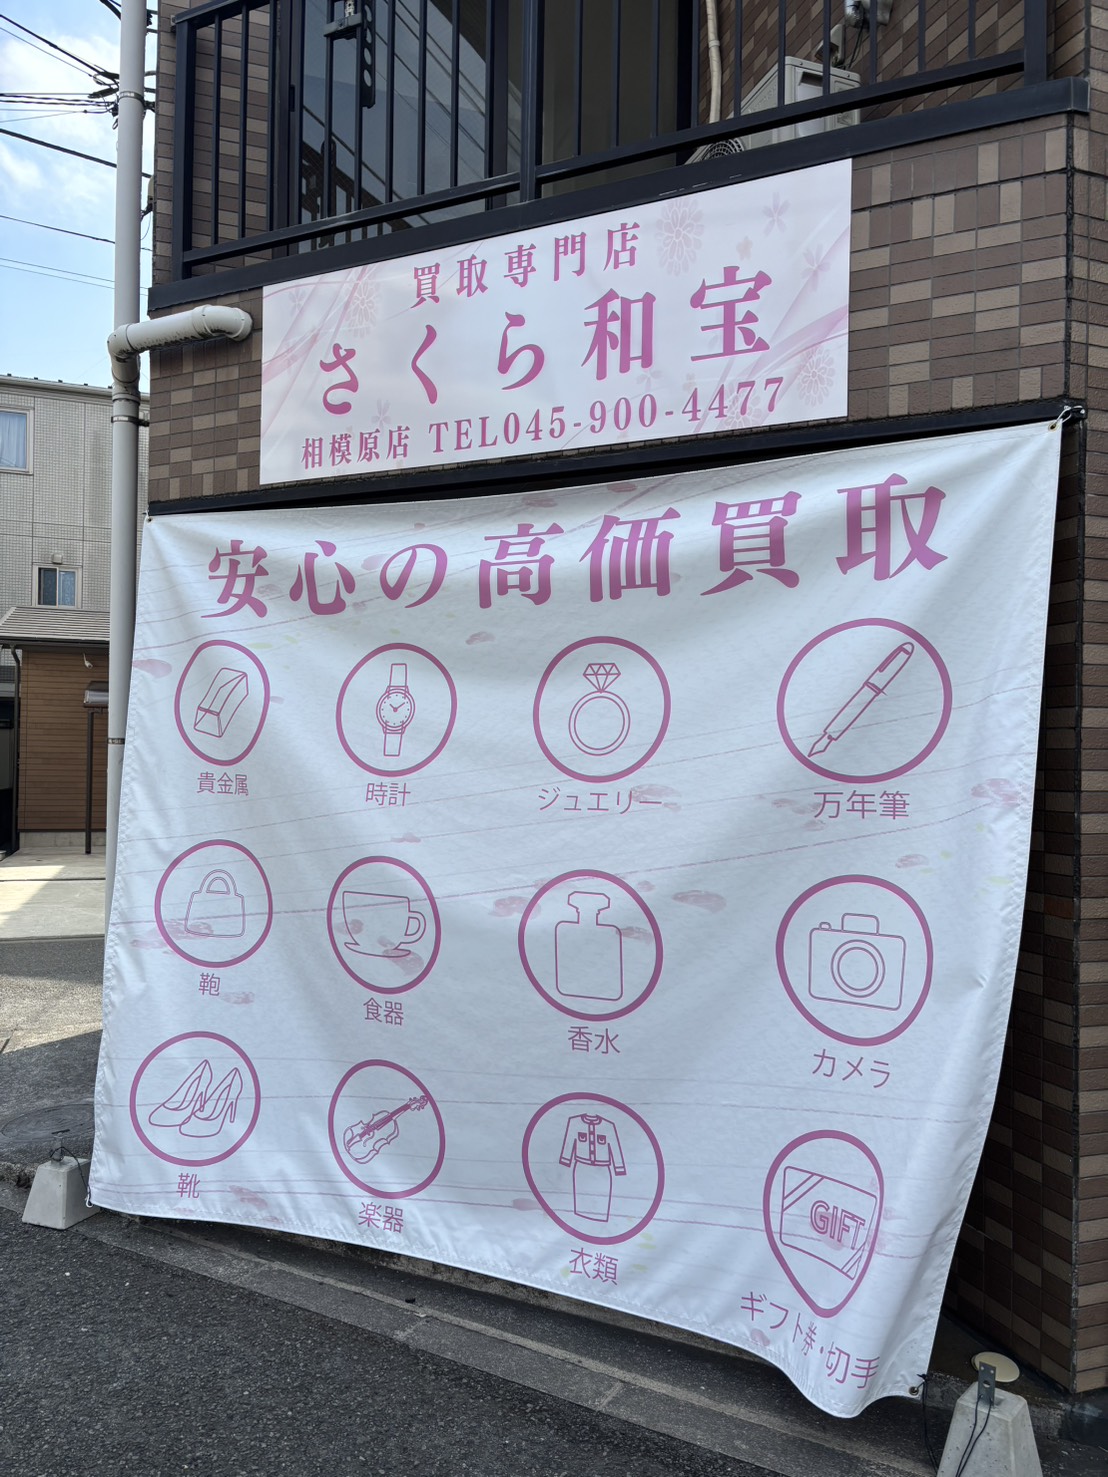 買取専門店
さくら和宝
相模原店 TEL045-900-4477
安心の高価買取
貴金属 時計 ジュエリー 万年筆
鞄 食器 香水 カメラ
靴 楽器 衣類 GIFT
ギフト券・切手